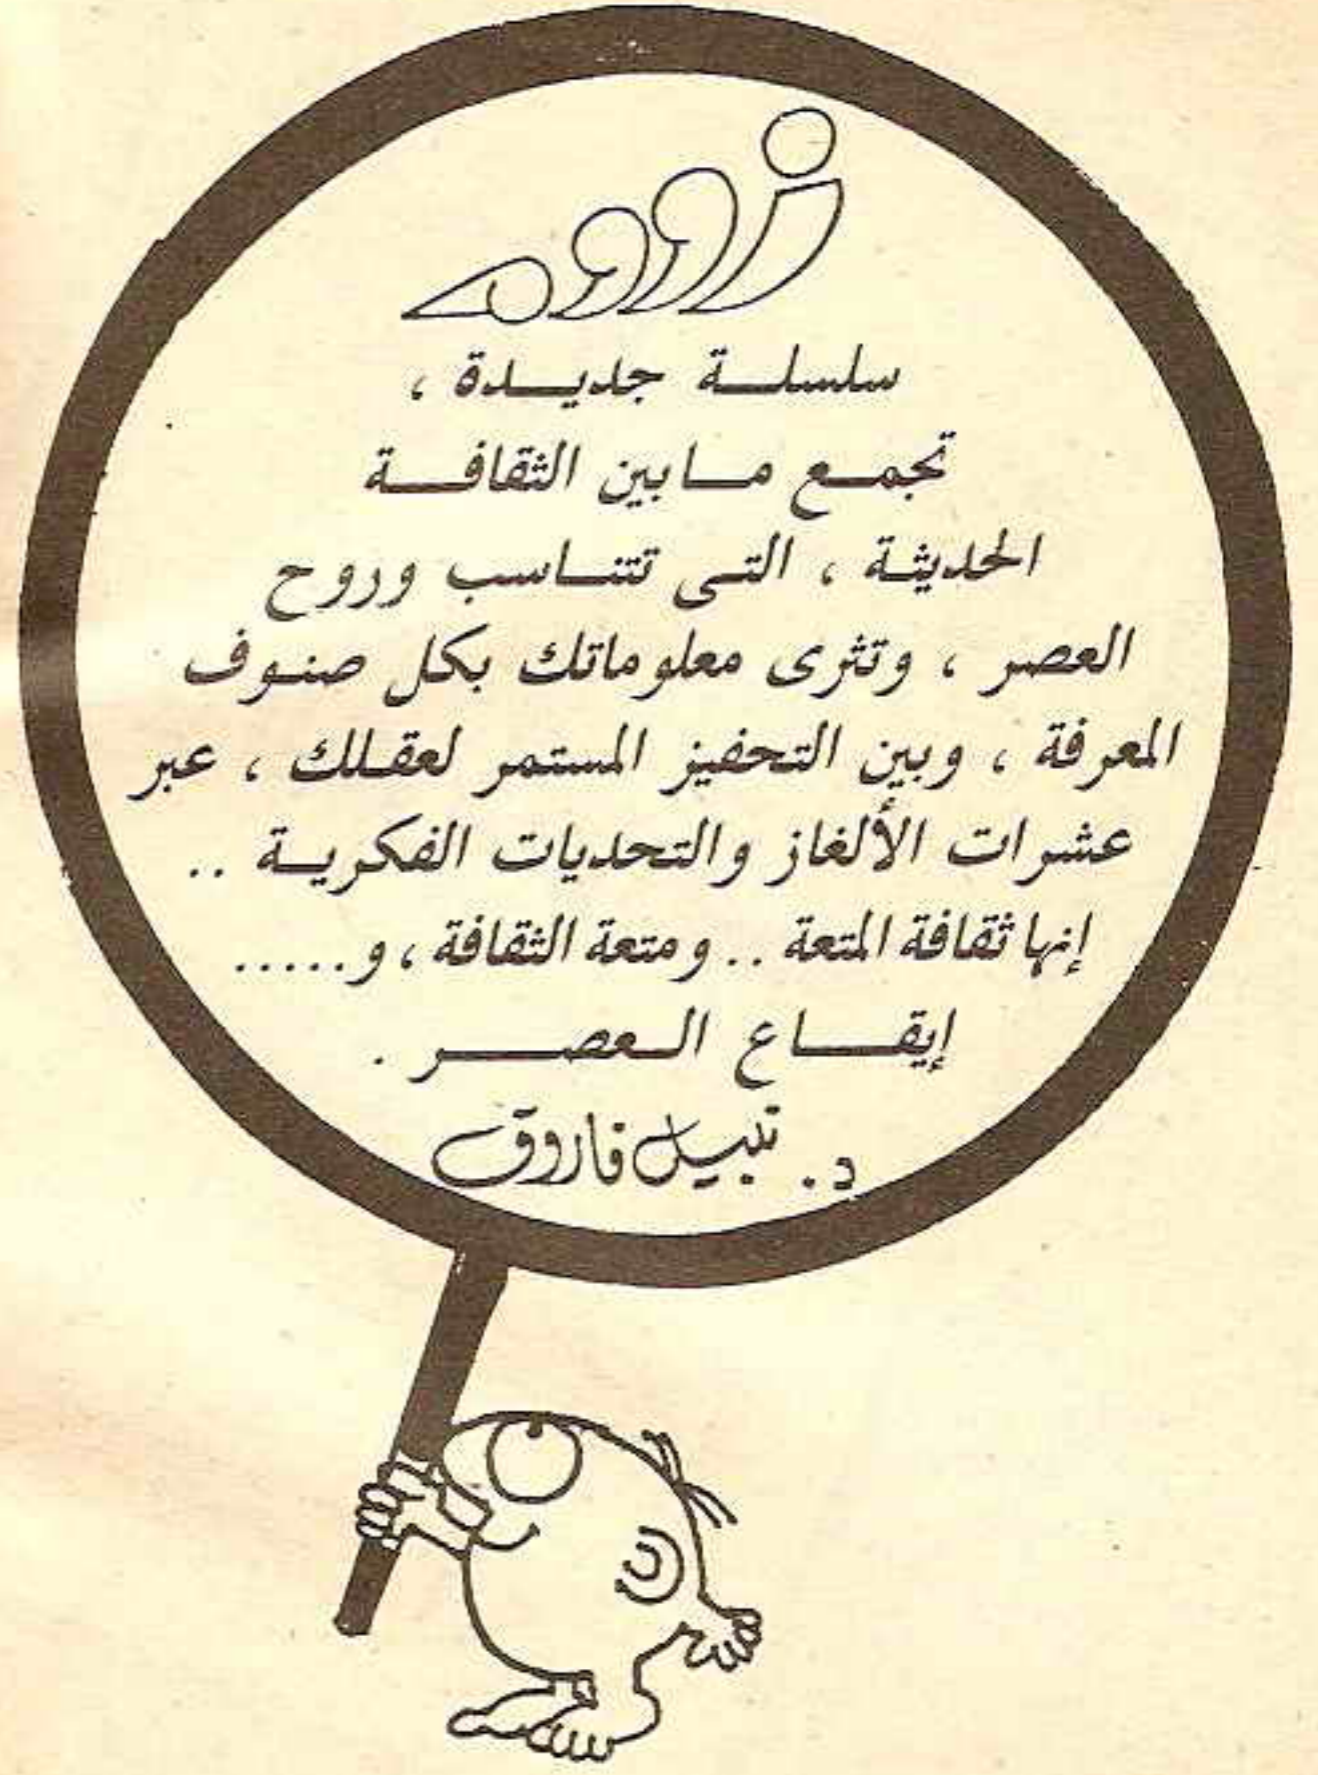 زووم
سلسلة جديدة ،
تجمع ما بين الثقافة
الحديثة ، التى تتناسب وروح
العصر ، وتثرى معلوماتك بكل صنوف
المعرفة ، وبين التحفيز المستمر لعقلك ، عبر
عشرات الألغاز والتحديات الفكرية ..
إنها ثقافة المتعة .. ومتعة الثقافة ، و.....
إيقاع العصر .
د. نبيل فاروق